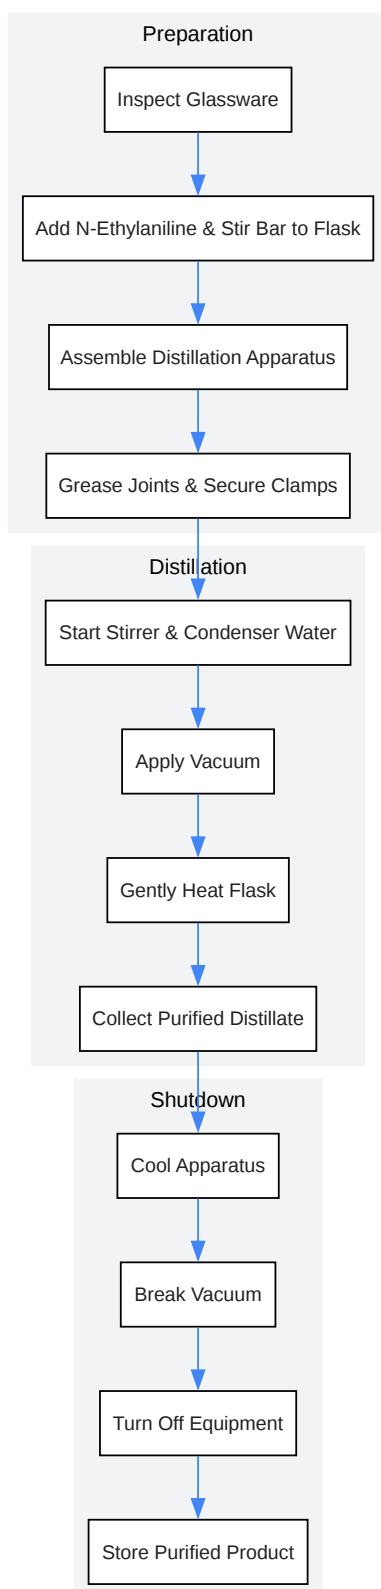 Preparation
Inspect Glassware
Add N-Ethylaniline & Stir Bar to Flask
Assemble Distillation Apparatus
Grease Joints & Secure Clamps
Distillation
Start Stirrer & Condenser Water
Apply Vacuum
Gently Heat Flask
Collect Purified Distillate
Shutdown
Cool Apparatus
Break Vacuum
Turn Off Equipment
Store Purified Product